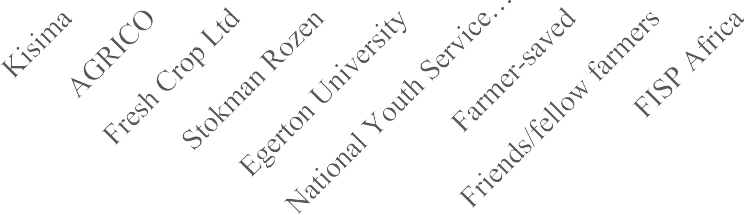 Kisima
AGRICO
Fresh Crop Ltd
Stokman Rozen
Egerton University
National Youth Service…
Farmer-saved
Friends/fellow farmers
FISP Africa